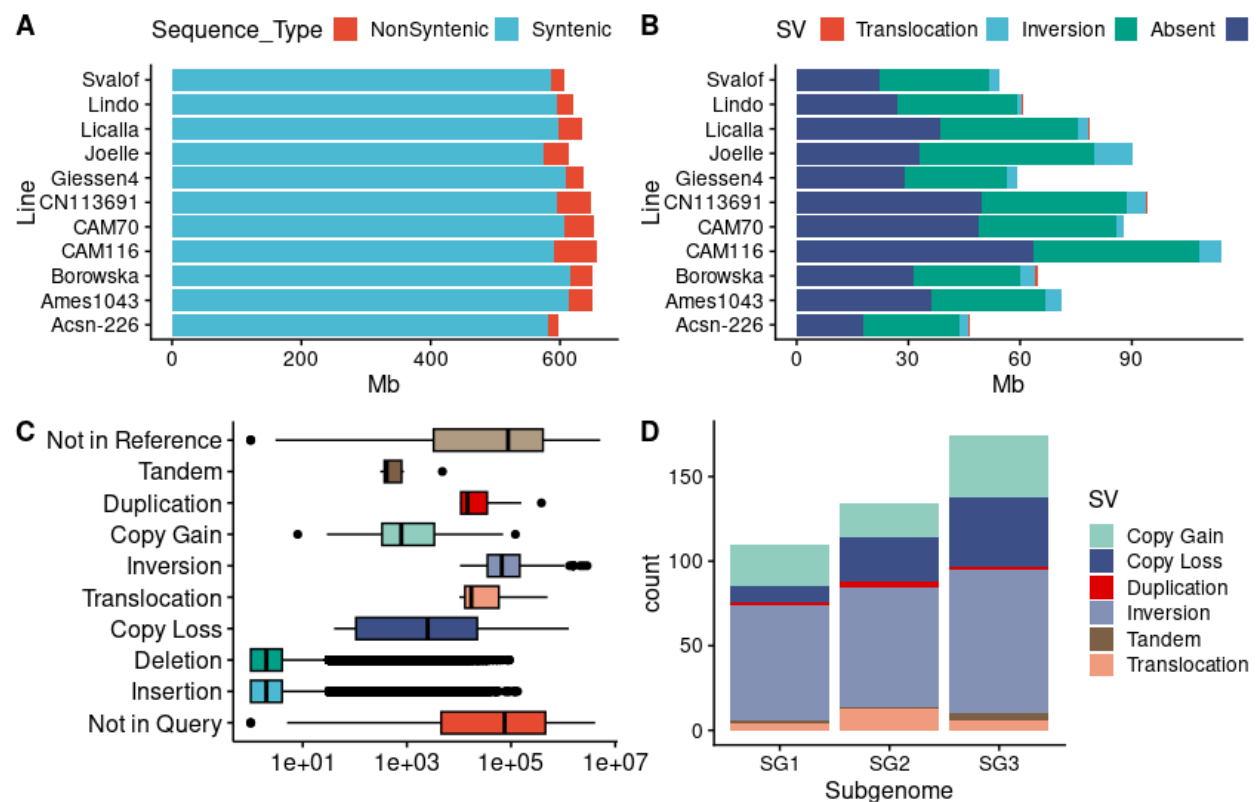 A
Sequence_Type NonSyntenic Syntenic
Line
Svalof
Lindo
Licalla
Joelle
Giessen4
CN113691
CAM70
CAM116
Borowska
Ames1043
Acsn-226
0 200 400 600
Mb
B
SV Translocation Inversion Absent
Line
Svalof
Lindo
Licalla
Joelle
Giessen4
CN113691
CAM70
CAM116
Borowska
Ames1043
Acsn-226
0 30 60 90
Mb
C
Not in Reference
Tandem
Duplication
Copy Gain
Inversion
Translocation
Copy Loss
Deletion
Insertion
Not in Query
1e+01 1e+03 1e+05 1e+07
D
count
150
100
50
0
SG1 SG2 SG3
Subgenome
SV
Copy Gain
Copy Loss
Duplication
Inversion
Tandem
Translocation